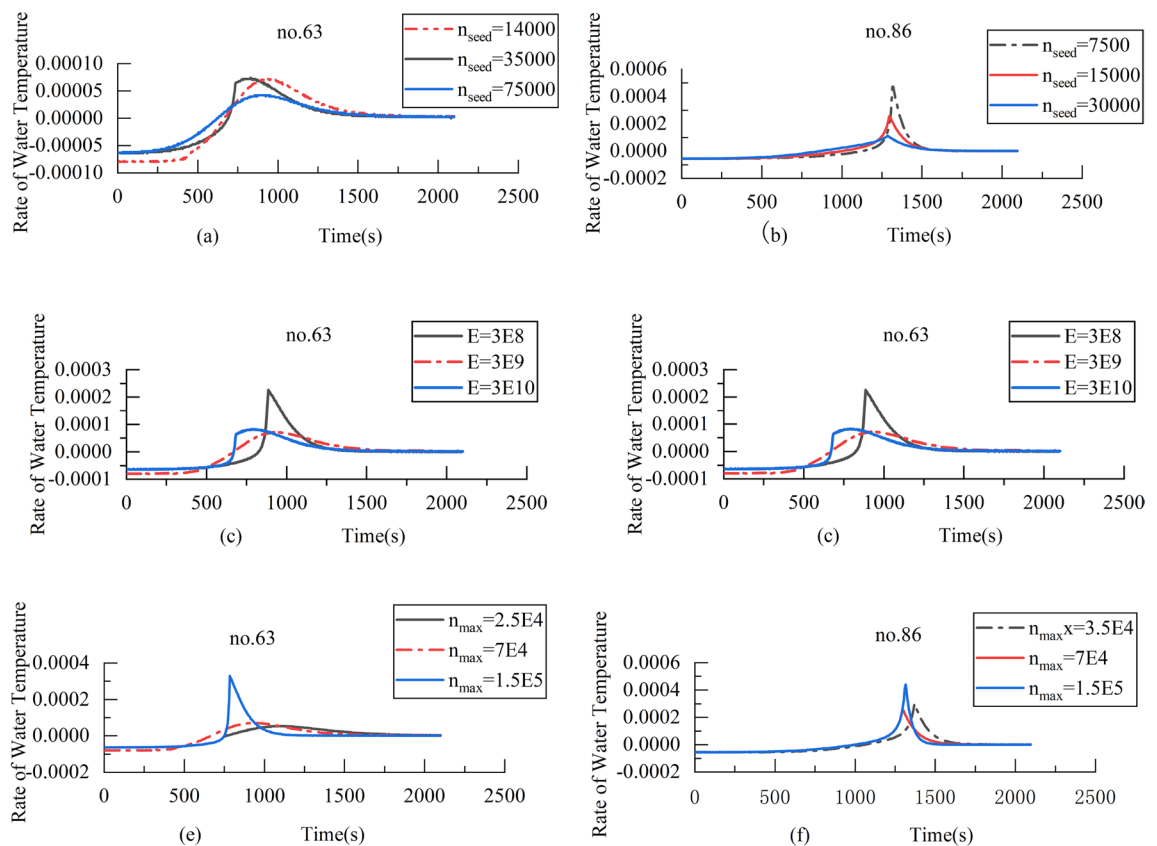 no.63
n_seed=14000
n_seed=35000
n_seed=75000
Rate of Water Temperature
0.00010
0.00005
0.00000
-0.00005
-0.00010
0 500 1000 1500 2000 2500
(a) Time(s)
no.86
n_seed=7500
n_seed=15000
n_seed=30000
Rate of Water Temperature
0.0006
0.0004
0.0002
0.0000
-0.0002
0 500 1000 1500 2000 2500
(b) Time(s)
no.63
E=3E8
E=3E9
E=3E10
Rate of Water Temperature
0.0003
0.0002
0.0001
0.0000
-0.0001
0 500 1000 1500 2000 2500
(c) Time(s)
no.63
E=3E8
E=3E9
E=3E10
Rate of Water Temperature
0.0003
0.0002
0.0001
0.0000
-0.0001
0 500 1000 1500 2000 2500
(c) Time(s)
no.63
n_max=2.5E4
n_max=7E4
n_max=1.5E5
Rate of Water Temperature
0.0004
0.0002
0.0000
-0.0002
0 500 1000 1500 2000 2500
(e) Time(s)
no.86
n_maxx=3.5E4
n_max=7E4
n_max=1.5E5
Rate of Water Temperature
0.0006
0.0004
0.0002
0.0000
-0.0002
0 500 1000 1500 2000 2500
(f) Time(s)